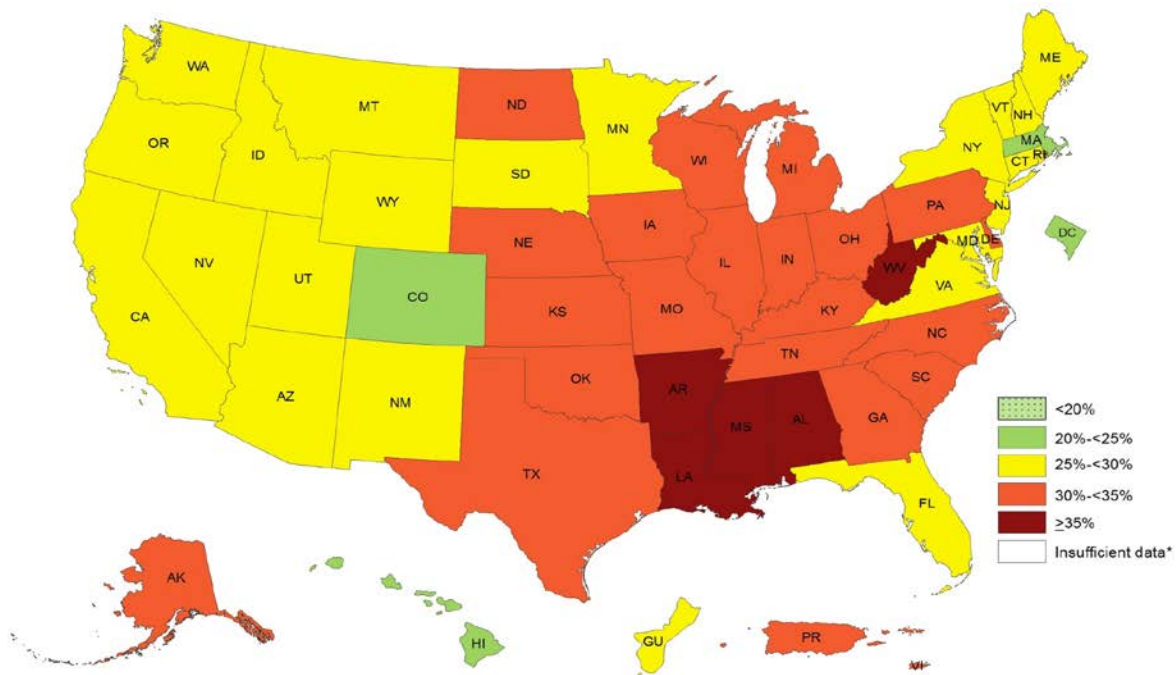 WA
MT
ND
MN
ME
VT
NH
OR
ID
SD
WI
MI
NY
MA
CT
RI
WY
IA
PA
NJ
NE
OH
MD
DE
DC
NV
UT
CO
IL
IN
WV
VA
CA
KS
MO
KY
NC
TN
AZ
NM
OK
AR
SC
MS
AL
GA
TX
LA
FL
<20%
20%-<25%
25%-<30%
30%-<35%
≥35%
Insufficient data*
AK
HI
GU
PR
VI